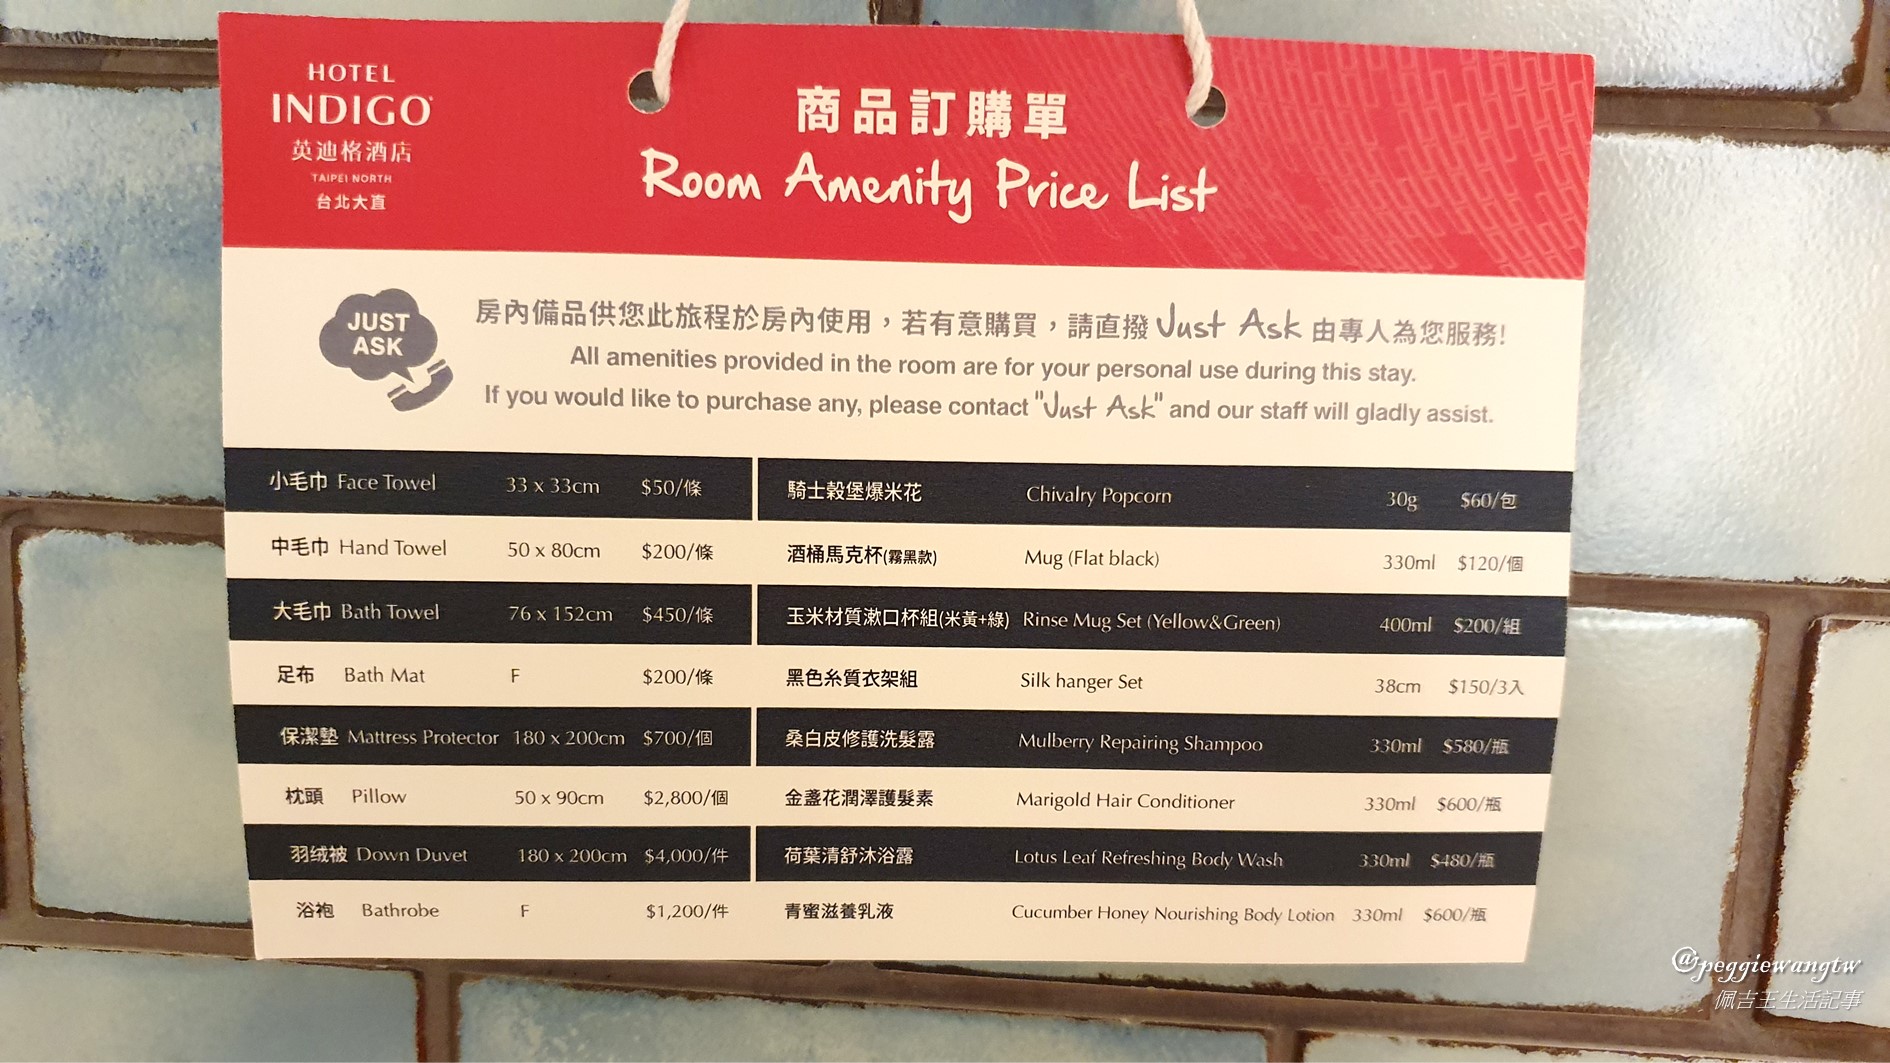 HOTEL
INDIGO
英迪格酒店
TAIPEI NORTH
台北大直
商品訂購單
Room Amenity Price List
JUST
ASK
房內備品供您此旅程於房內使用，若有意購買，請直撥 Just Ask 由專人為您服務!
All amenities provided in the room are for your personal use during this stay.
If you would like to purchase any, please contact "Just Ask" and our staff will gladly assist.
小毛巾 Face Towel 33 x 33cm $50/條
中毛巾 Hand Towel 50 x 80cm $200/條
大毛巾 Bath Towel 76 x 152cm $450/條
足布 Bath Mat F $200/條
保潔墊 Mattress Protector 180 x 200cm $700/個
枕頭 Pillow 50 x 90cm $2,800/個
羽绒被 Down Duvet 180 x 200cm $4,000/件
浴袍 Bathrobe F $1,200/件
騎士穀堡爆米花 Chivalry Popcorn 30g $60/包
酒桶馬克杯(霧黑款) Mug (Flat black) 330ml $120/個
玉米材質漱口杯組(米黃+綠) Rinse Mug Set (Yellow&Green) 400ml $200/組
黑色糸質衣架組 Silk hanger Set 38cm $150/3入
桑白皮修護洗髮露 Mulberry Repairing Shampoo 330ml $580/瓶
金盞花潤澤護髮素 Marigold Hair Conditioner 330ml $600/瓶
荷葉清舒沐浴露 Lotus Leaf Refreshing Body Wash 330ml $480/瓶
青蜜滋養乳液 Cucumber Honey Nourishing Body Lotion 330ml $600/瓶
@peggiewangtw
佩吉王生活記事